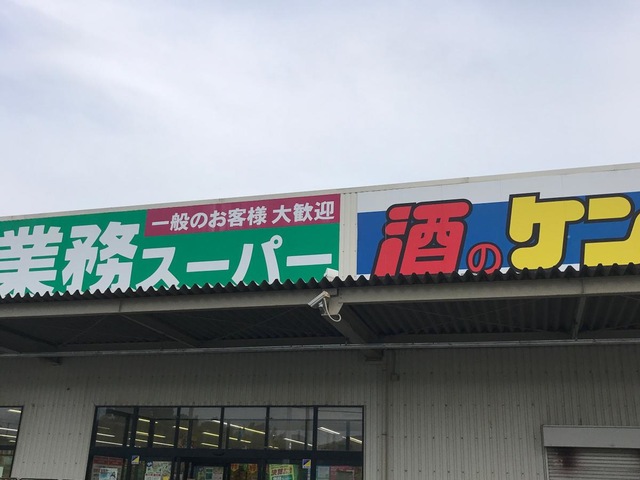 一般のお客様 大歓迎
業務スーパー
酒のケン